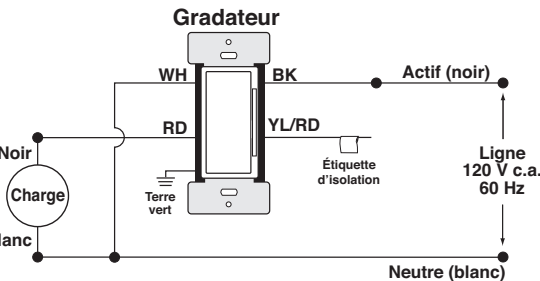 Gradateur
WH
BK
Actif (noir)
RD
YL/RD
Noir
Étiquette
d'isolation
Ligne
120 V c.a.
60 Hz
Charge
Terre
vert
lanc
Neutre (blanc)